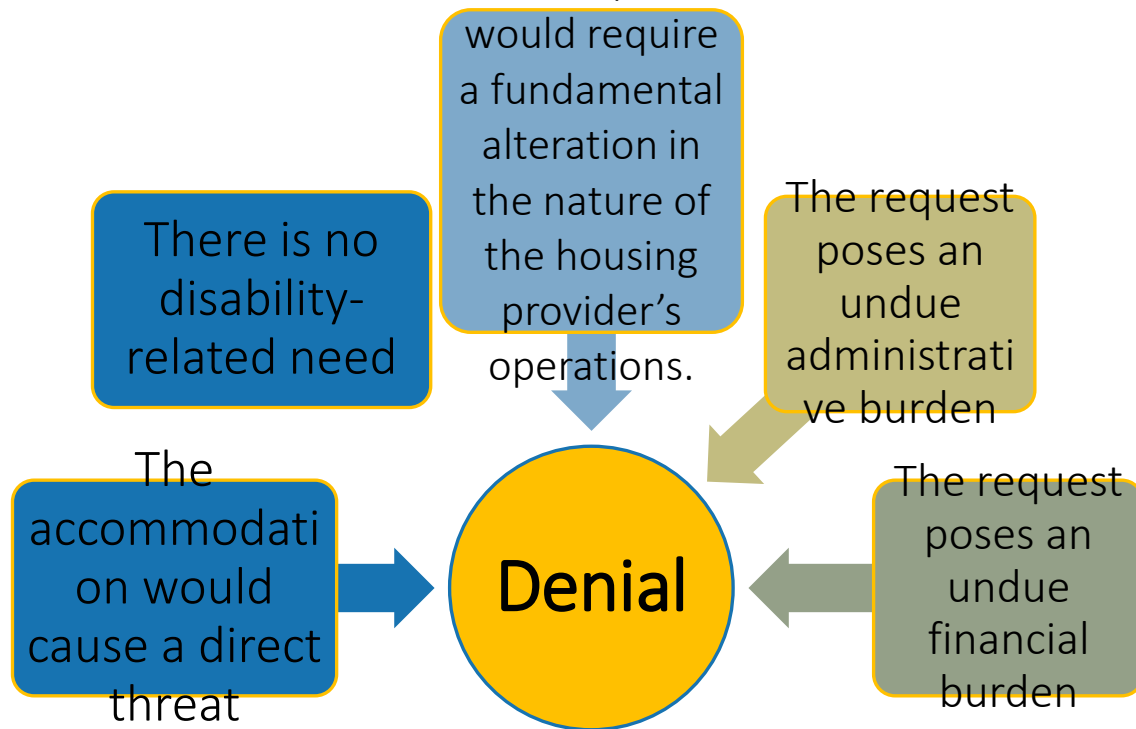 would require
a fundamental
alteration in
the nature of
the housing
provider’s
operations.
There is no
disability-
related need
The request
poses an
undue
administrati
ve burden
The
accommodati
on would
cause a direct
threat
Denial
The request
poses an
undue
financial
burden